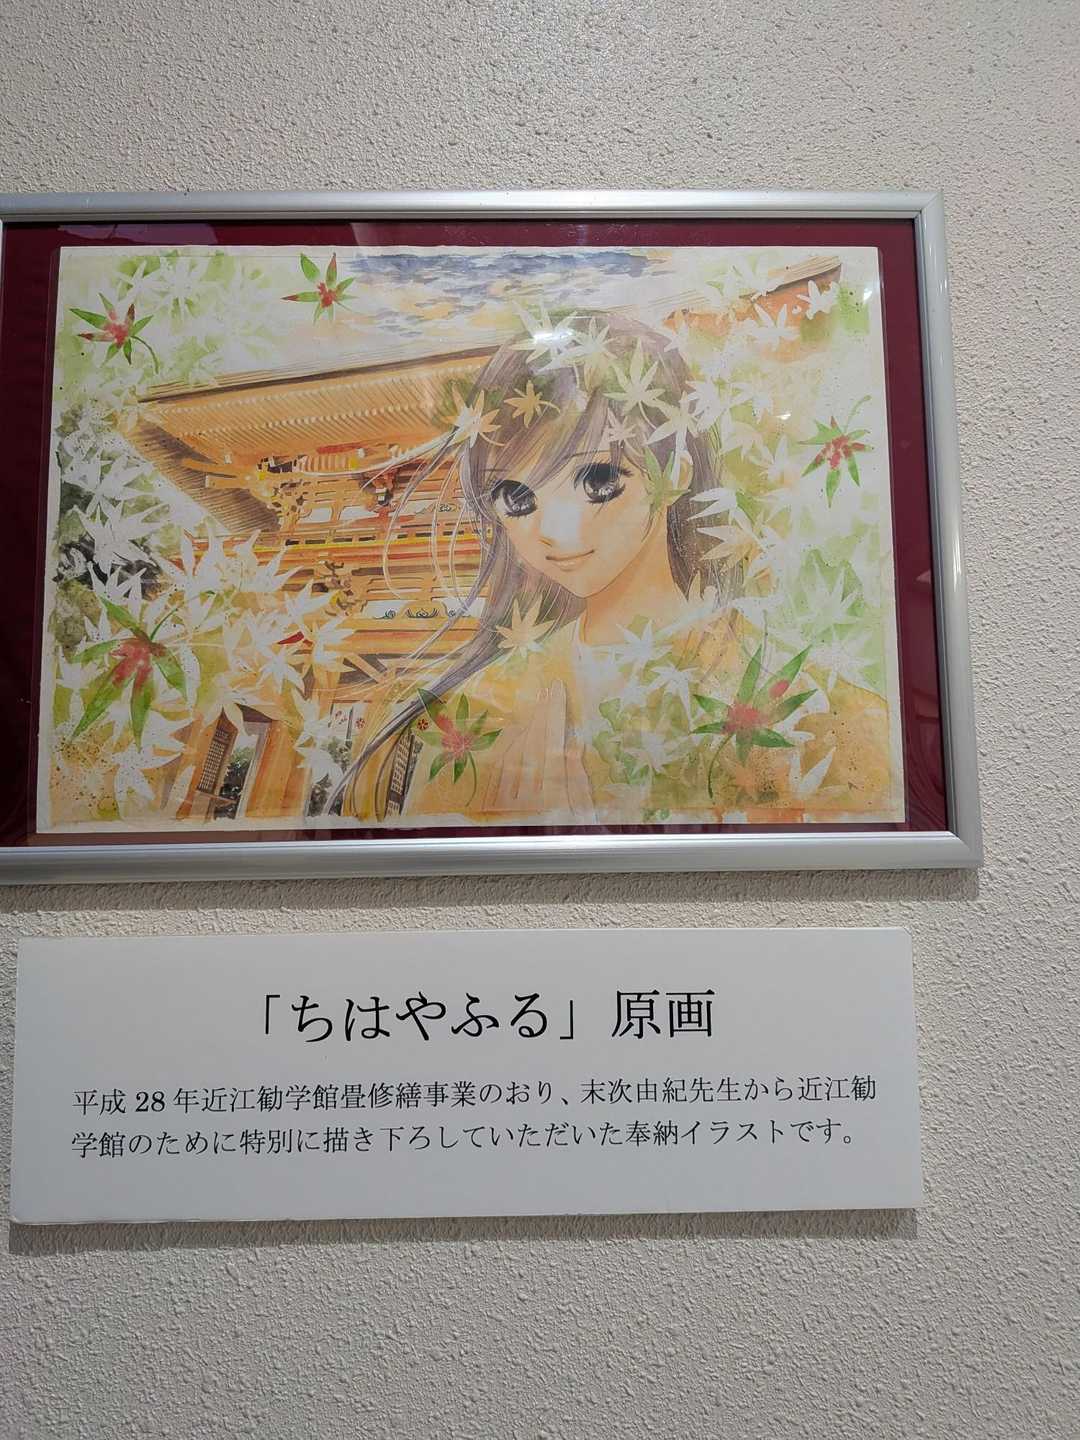 「ちはやふる」原画
平成 28 年近江勧学館畳修繕事業のおり、末次由紀先生から近江勧
学館のために特別に描き下ろしていただいた奉納イラストです。